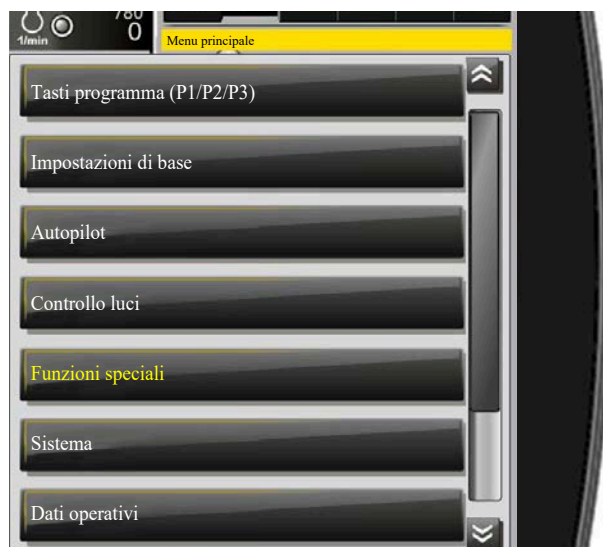 780
1/min 0
Menu principale
Tasti programma (P1/P2/P3)
Impostazioni di base
Autopilot
Controllo luci
Funzioni speciali
Sistema
Dati operativi